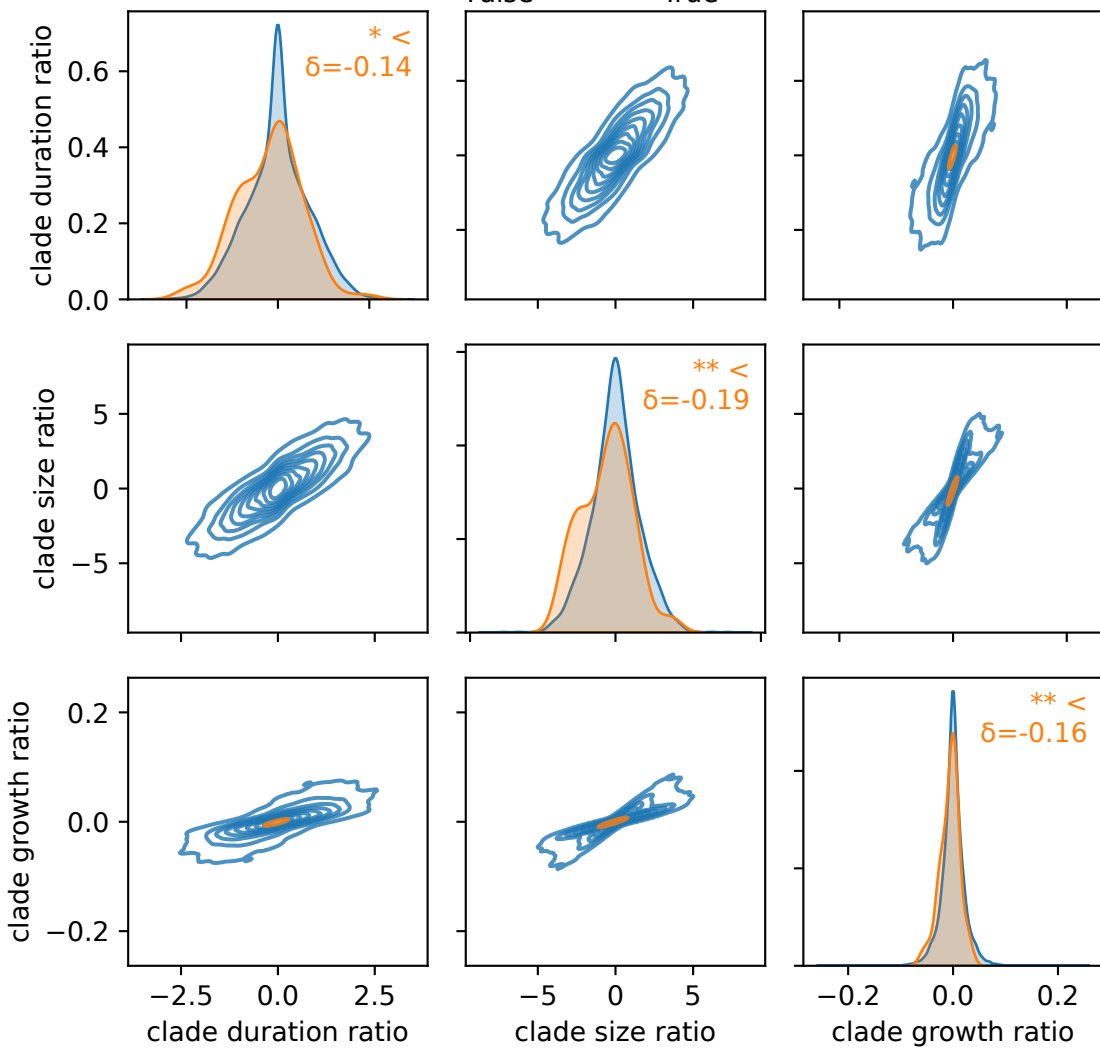 * <
δ=-0.14
clade duration ratio
0.6
0.4
0.2
0.0
** <
δ=-0.19
clade size ratio
5
0
−5
** <
δ=-0.16
clade growth ratio
0.2
0.0
−0.2
−2.5 0.0 2.5 −5 0 5 −0.2 0.0 0.2
clade duration ratio clade size ratio clade growth ratio